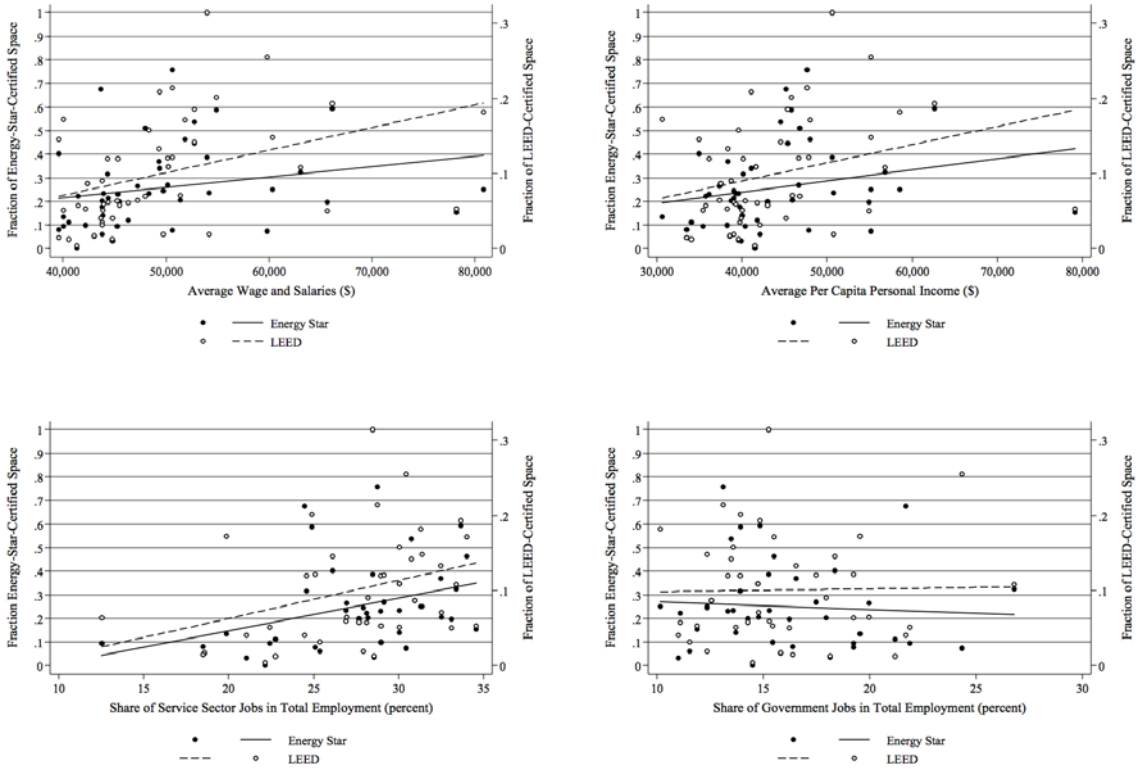 Fraction of Energy-Star-Certified Space
1
.9
.8
.7
.6
.5
.4
.3
.2
.1
0
.3
.2
.1
0
Fraction of LEED-Certified Space
40,000 50,000 60,000 70,000 80,000
Average Wage and Salaries ($)
Energy Star
LEED
Fraction Energy-Star-Certified Space
1
.9
.8
.7
.6
.5
.4
.3
.2
.1
0
.3
.2
.1
0
Fraction of LEED-Certified Space
30,000 40,000 50,000 60,000 70,000 80,000
Average Per Capita Personal Income ($)
Energy Star
LEED
Fraction Energy-Star-Certified Space
1
.9
.8
.7
.6
.5
.4
.3
.2
.1
0
.3
.2
.1
0
Fraction of LEED-Certified Space
10 15 20 25 30 35
Share of Service Sector Jobs in Total Employment (percent)
Energy Star
LEED
Fraction Energy-Star-Certified Space
1
.9
.8
.7
.6
.5
.4
.3
.2
.1
0
.3
.2
.1
0
Fraction of LEED-Certified Space
10 15 20 25 30
Share of Government Jobs in Total Employment (percent)
Energy Star
LEED